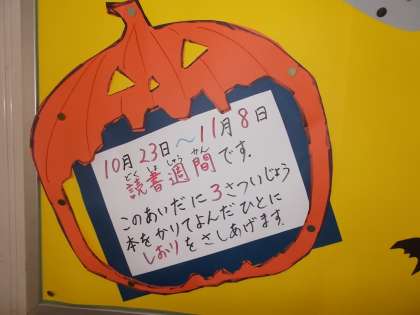 10月23日～11月8日
どくしょしゅうかん
読書週間です。
このあいだに3さついじょう
本をかりてよんだひとに
しおりをさしあげます。